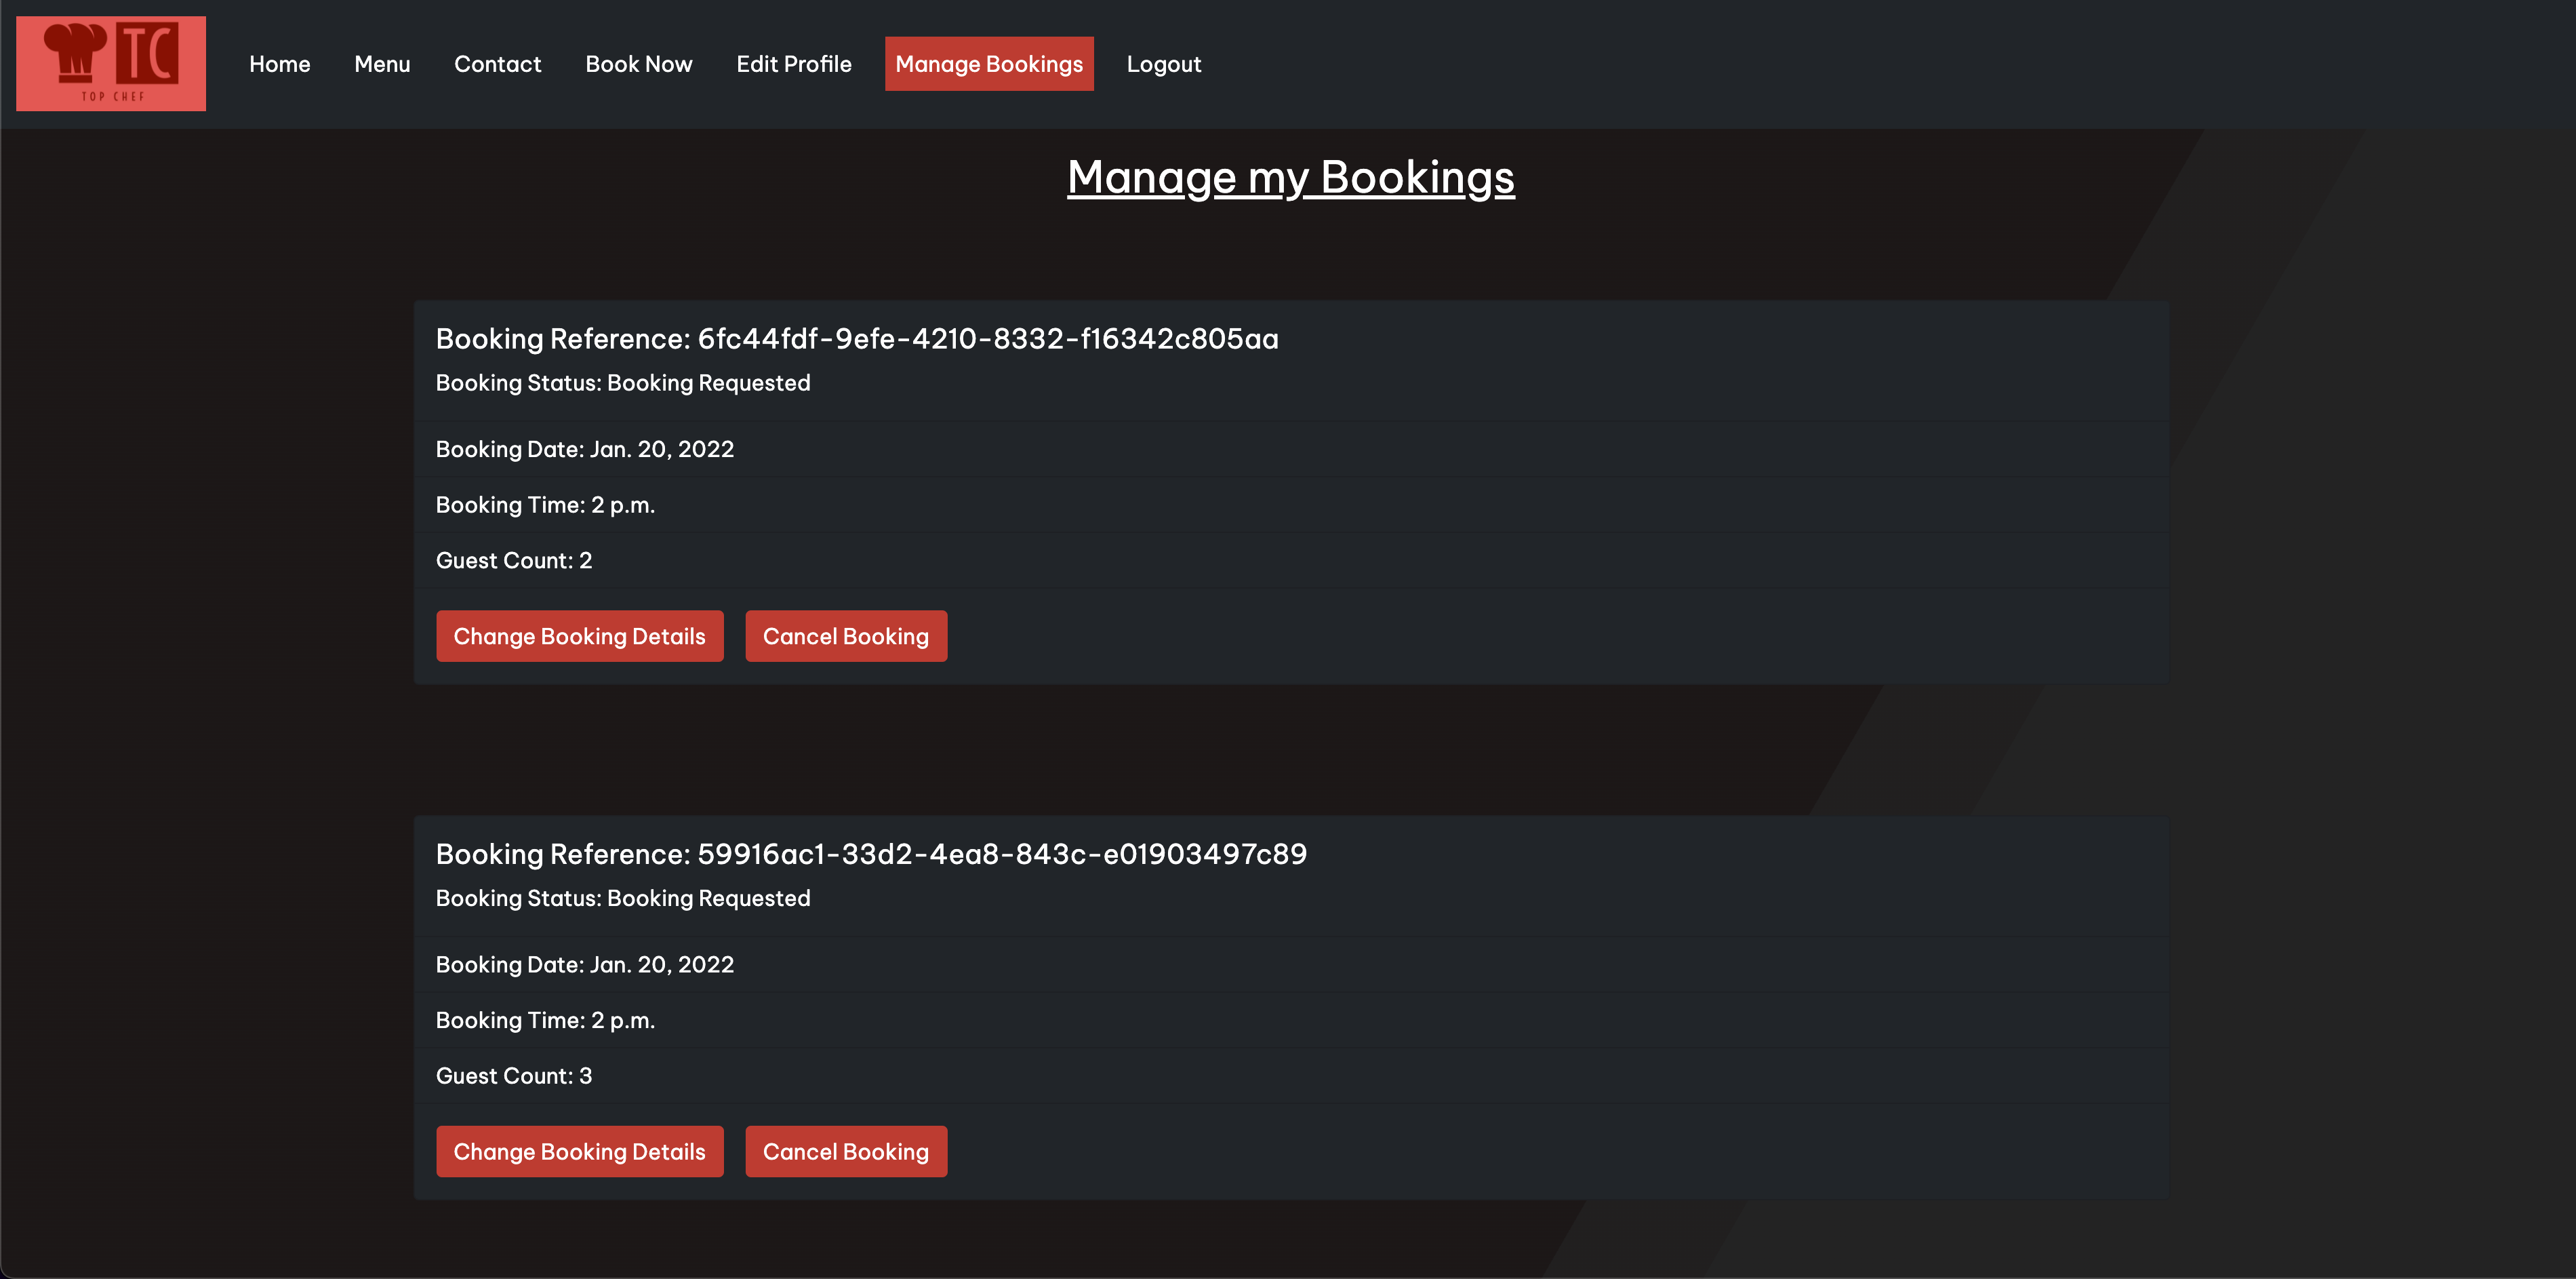 TC
TOP CHEF
Home Menu Contact Book Now Edit Profile Manage Bookings Logout
Manage my Bookings
Booking Reference: 6fc44fdf-9efe-4210-8332-f16342c805aa
Booking Status: Booking Requested
Booking Date: Jan. 20, 2022
Booking Time: 2 p.m.
Guest Count: 2
Change Booking Details Cancel Booking
Booking Reference: 59916ac1-33d2-4ea8-843c-e01903497c89
Booking Status: Booking Requested
Booking Date: Jan. 20, 2022
Booking Time: 2 p.m.
Guest Count: 3
Change Booking Details Cancel Booking